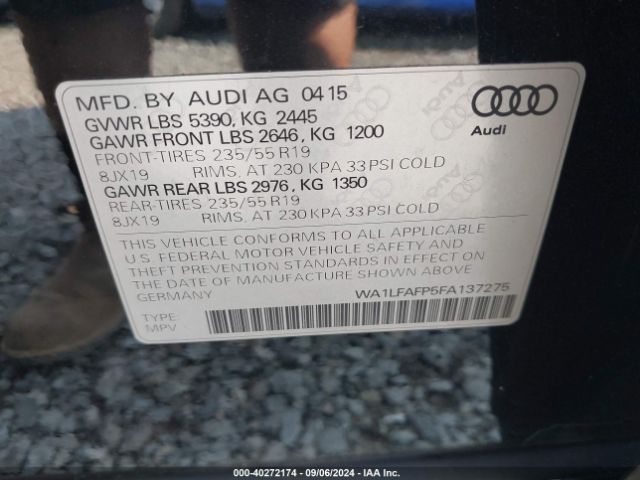 MFD. BY AUDI AG 04 15
GVWR LBS 5390, KG 2445
GAWR FRONT LBS 2646, KG 1200
FRONT-TIRES 235/55 R19
8JX19 RIMS, AT 230 KPA 33 PSI COLD
GAWR REAR LBS 2976, KG 1350
REAR-TIRES 235/55 R19
8JX19 RIMS, AT 230 KPA 33 PSI COLD
Audi
THIS VEHICLE CONFORMS TO ALL APPLICABLE
U.S. FEDERAL MOTOR VEHICLE SAFETY AND
THEFT PREVENTION STANDARDS IN EFFECT ON
THE DATE OF MANUFACTURE SHOWN ABOVE
GERMANY WA1LFAFP5FA137275
TYPE:
MPV
000-40272174 - 09/06/2024 - IAA Inc.